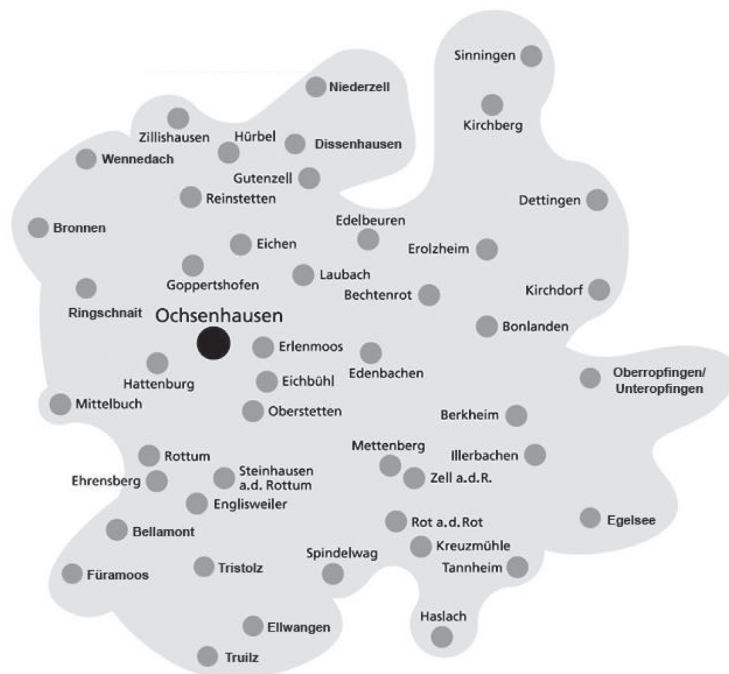 Sinningen
Niederzell
Kirchberg
Zillishausen
Hürbel
Dissenhausen
Wennedach
Gutenzell
Reinstetten
Dettingen
Edelbeuren
Bronnen
Eichen
Erolzheim
Goppertshofen
Laubach
Bechtenrot
Kirchdorf
Ringschnait
Ochsenhausen
Bonlanden
Erlenmoos
Edenbachen
Hattenburg
Eichbühl
Oberropfingen/
Unteropfingen
Mittelbuch
Oberstetten
Berkheim
Mettenberg
Rottum
Illerbachen
Ehrensberg
Steinhausen
a.d. Rottum
Zell a.d.R.
Englisweiler
Bellamont
Rot a.d.Rot
Egelsee
Kreuzmühle
Spindelwag
Tannheim
Füramoos
Tristolz
Haslach
Ellwangen
Truilz